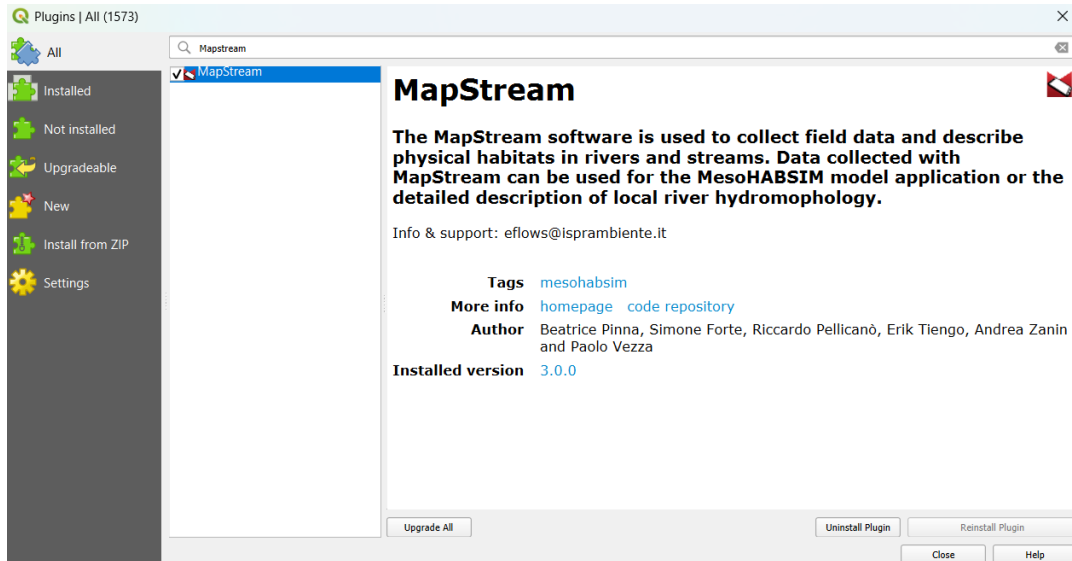 Plugins | All (1573)
All
Mapstream
Installed
Not installed
Upgradeable
New
Install from ZIP
Settings
MapStream
MapStream
The MapStream software is used to collect field data and describe
physical habitats in rivers and streams. Data collected with
MapStream can be used for the MesoHABSIM model application or the
detailed description of local river hydromophology.
Info & support: eflows@isprambiente.it
Tags mesohabsim
More info homepage code repository
Author Beatrice Pinna, Simone Forte, Riccardo Pellicanò, Erik Tiengo, Andrea Zanin
and Paolo Vezza
Installed version 3.0.0
Upgrade All Uninstall Plugin Reinstall Plugin
Close Help